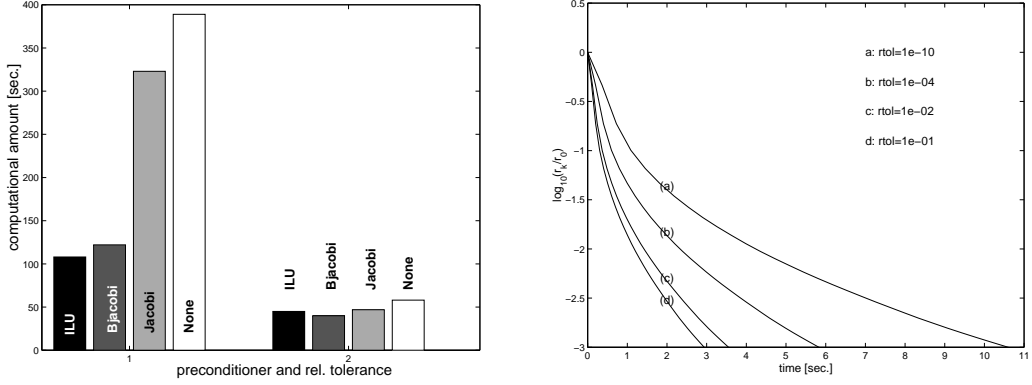 400
350
300
250
200
150
100
50
0
computational amount [sec.]
ILU
Bjacobi
Jacobi
None
ILU
Bjacobi
Jacobi
None
1
2
preconditioner and rel. tolerance
0.5
0
−0.5
−1
−1.5
−2
−2.5
−3
log10(rk/r0)
a: rtol=1e−10
b: rtol=1e−04
c: rtol=1e−02
d: rtol=1e−01
(a)
(b)
(c)
(d)
0 1 2 3 4 5 6 7 8 9 10 11
time [sec.]